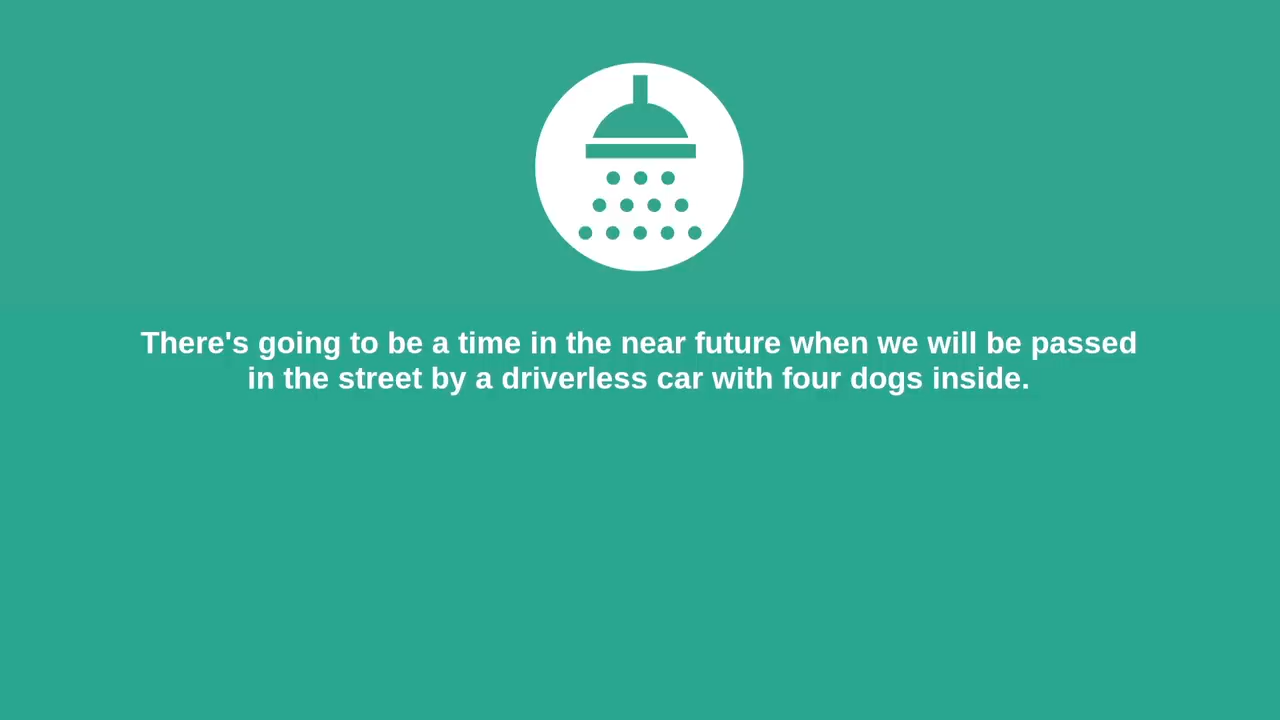 There's going to be a time in the near future when we will be passed
in the street by a driverless car with four dogs inside.